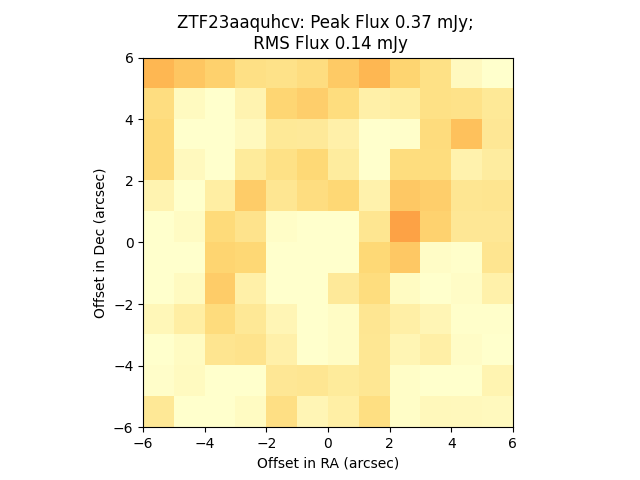 ZTF23aaquhcv: Peak Flux 0.37 mJy;
RMS Flux 0.14 mJy
6
4
2
0
−2
−4
−6
Offset in Dec (arcsec)
−6 −4 −2 0 2 4 6
Offset in RA (arcsec)